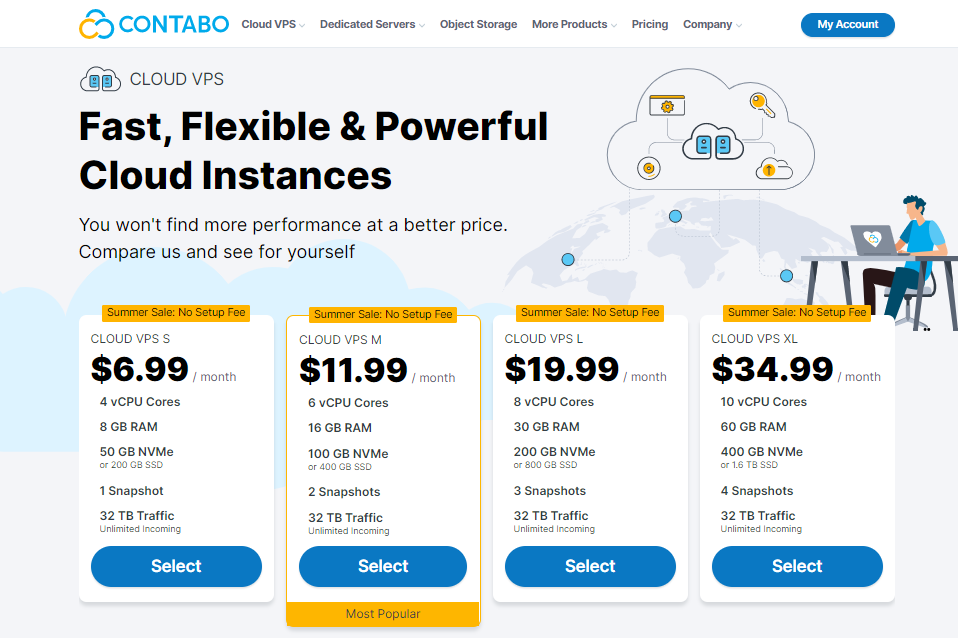 CONTABO
Cloud VPS
Dedicated Servers
Object Storage
More Products
Pricing
Company
My Account
CLOUD VPS
Fast, Flexible & Powerful
Cloud Instances
You won't find more performance at a better price.
Compare us and see for yourself
Summer Sale: No Setup Fee
CLOUD VPS S
$6.99 / month
4 vCPU Cores
8 GB RAM
50 GB NVMe
or 200 GB SSD
1 Snapshot
32 TB Traffic
Unlimited Incoming
Select
Summer Sale: No Setup Fee
CLOUD VPS M
$11.99 / month
6 vCPU Cores
16 GB RAM
100 GB NVMe
or 400 GB SSD
2 Snapshots
32 TB Traffic
Unlimited Incoming
Select
Most Popular
Summer Sale: No Setup Fee
CLOUD VPS L
$19.99 / month
8 vCPU Cores
30 GB RAM
200 GB NVMe
or 800 GB SSD
3 Snapshots
32 TB Traffic
Unlimited Incoming
Select
Summer Sale: No Setup Fee
CLOUD VPS XL
$34.99 / month
10 vCPU Cores
60 GB RAM
400 GB NVMe
or 1.6 TB SSD
4 Snapshots
32 TB Traffic
Unlimited Incoming
Select